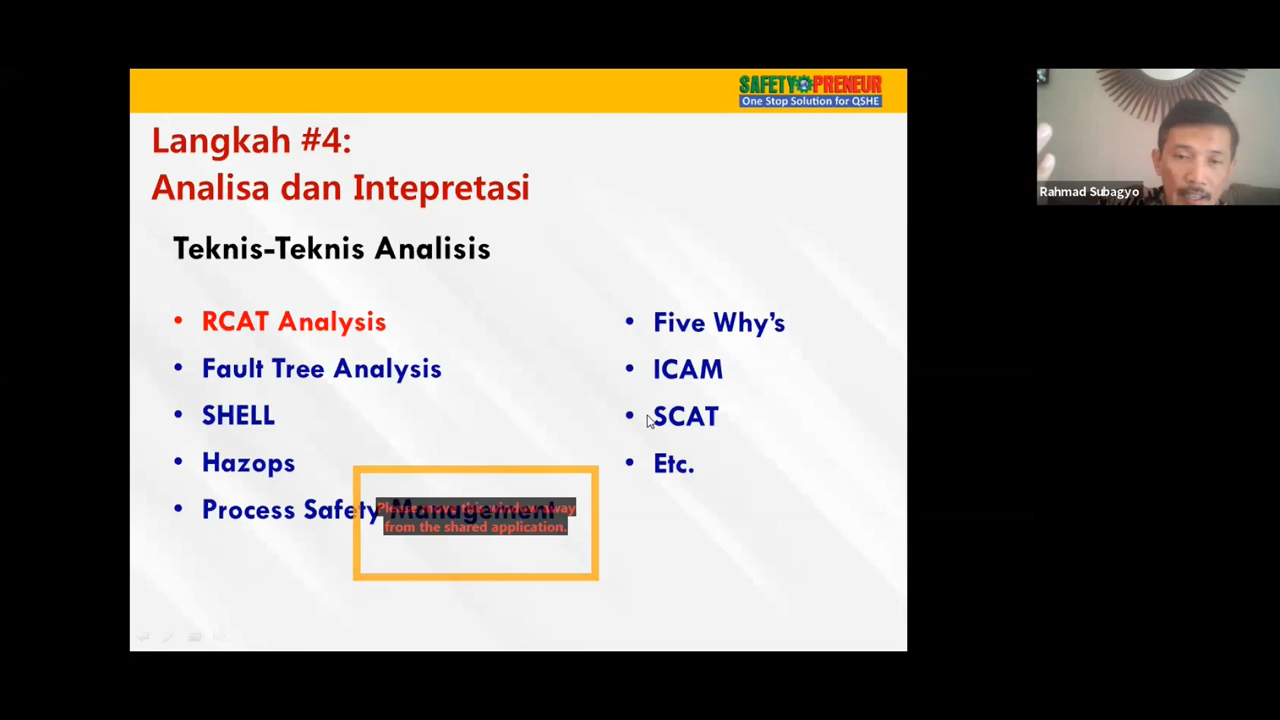 SAFETYPRENEUR
One Stop Solution for QSHE
Langkah #4:
Analisa dan Intepretasi
Teknis-Teknis Analisis
• RCAT Analysis
• Fault Tree Analysis
• SHELL
• Hazops
• Process Safety Management
• Five Why's
• ICAM
• SCAT
• Etc.
Please move this window away
from the shared application.
Rahmad Subagyo